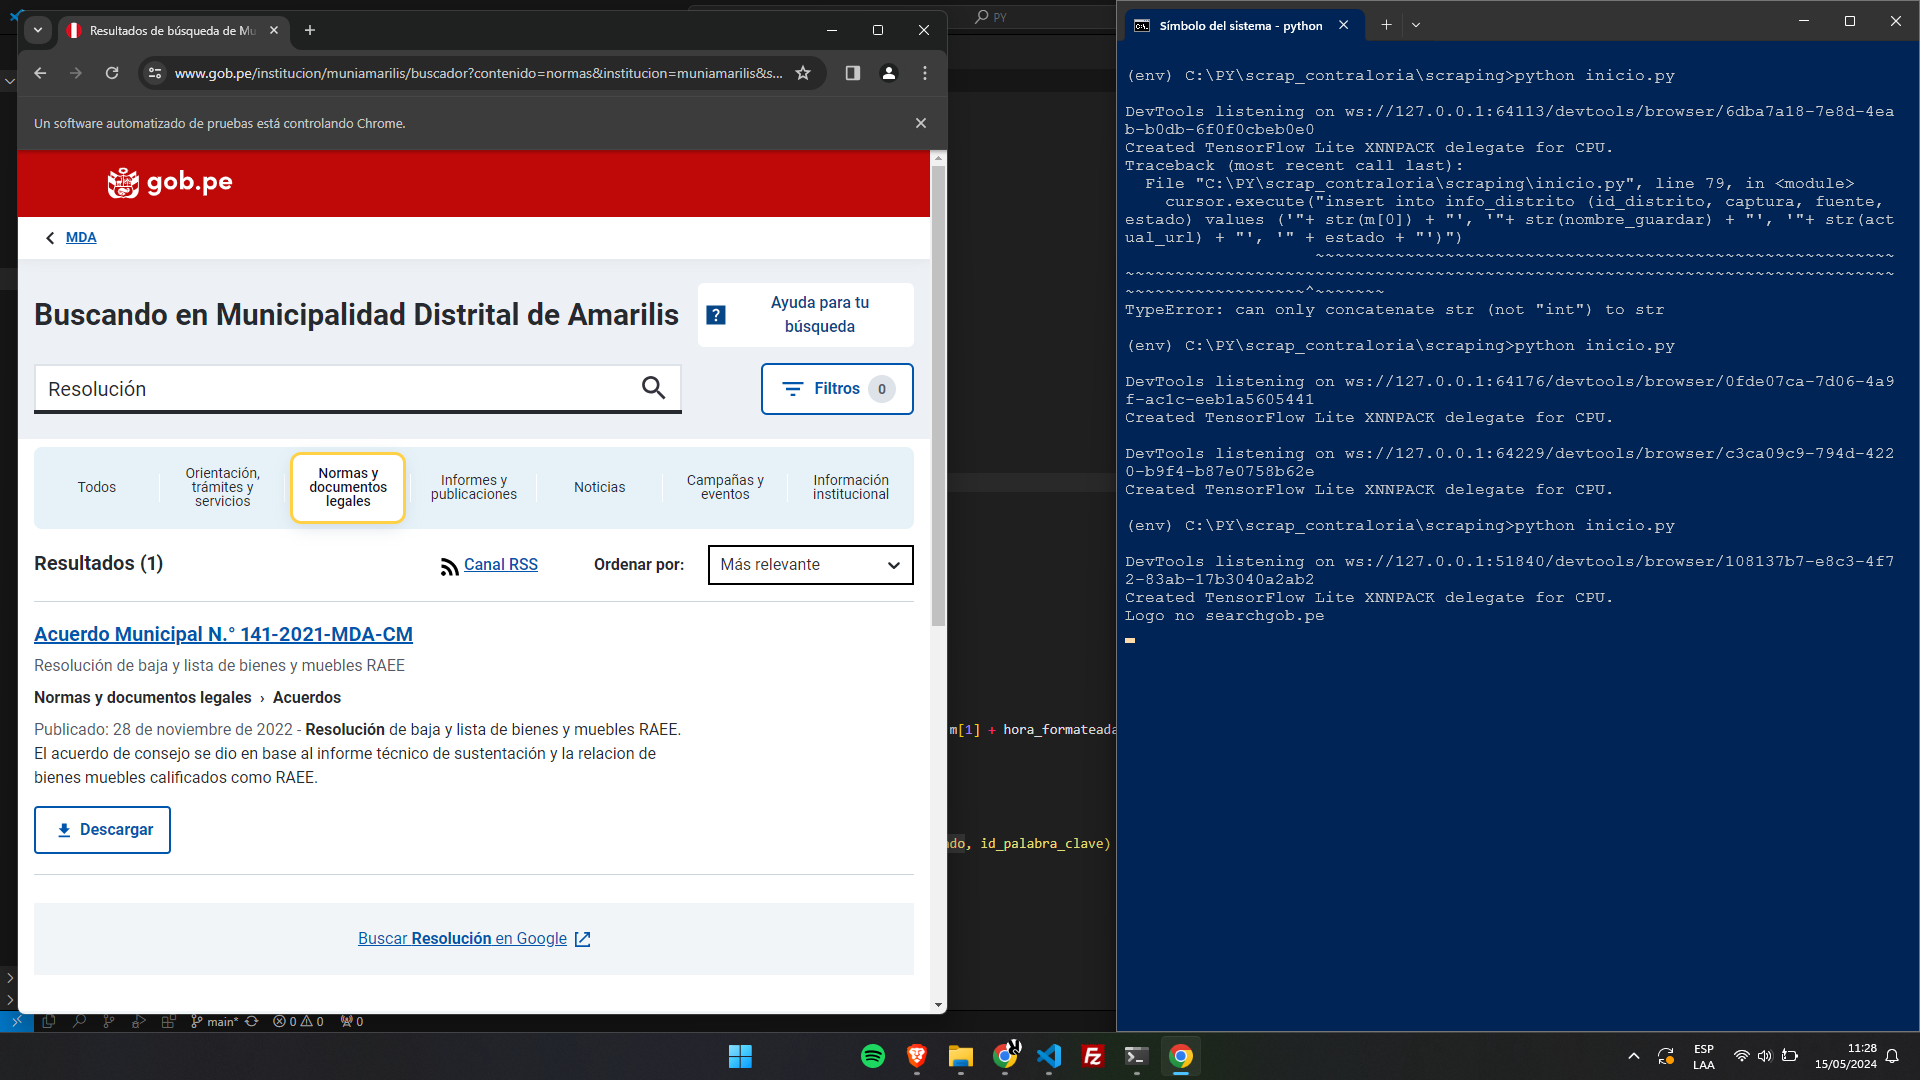 Resultados de búsqueda de Mu
www.gob.pe/institucion/muniamarilis/buscador?contenido=normas&institucion=muniamarilis&s...
Un software automatizado de pruebas está controlando Chrome.
gob.pe
MDA
Buscando en Municipalidad Distrital de Amarilis
? Ayuda para tu
búsqueda
Resolución
Filtros 0
Todos
Orientación,
trámites y
servicios
Normas y
documentos
legales
Informes y
publicaciones
Noticias
Campañas y
eventos
Información
institucional
Resultados (1)
Canal RSS
Ordenar por:
Más relevante
Acuerdo Municipal N.° 141-2021-MDA-CM
Resolución de baja y lista de bienes y muebles RAEE
Normas y documentos legales › Acuerdos
Publicado: 28 de noviembre de 2022 - Resolución de baja y lista de bienes y muebles RAEE.
El acuerdo de consejo se dio en base al informe técnico de sustentación y la relacion de
bienes muebles calificados como RAEE.
Descargar
Buscar Resolución en Google
main* 0 0 0
PY
m[1] + hora_formateada
do, id_palabra_clave)
Símbolo del sistema - python
(env) C:\PY\scrap_contraloria\scraping>python inicio.py
DevTools listening on ws://127.0.0.1:64113/devtools/browser/6dba7a18-7e8d-4ea
b-b0db-6f0f0cbeb0e0
Created TensorFlow Lite XNNPACK delegate for CPU.
Traceback (most recent call last):
File "C:\PY\scrap_contraloria\scraping\inicio.py", line 79, in <module>
cursor.execute("insert into info_distrito (id_distrito, captura, fuente,
estado) values ('"+ str(m[0]) + "', '"+ str(nombre_guardar) + "', '"+ str(act
ual_url) + "', '" + estado + "')")
~~~~~~~~~~~~~~~~~~~~~~~~~~~~~~~~~~~~~~~~~~~~~~~~~~~~~~~~~~
~~~~~~~~~~~~~~~~~~~~~~~~~~~~~~~~~~~~~~~~~~~~~~~~~~~~~~~~~~~~~~~~~~~~~~~~~~~~~
~~~~~~~~~~~~~~~~~~^~~~~~~~
TypeError: can only concatenate str (not "int") to str
(env) C:\PY\scrap_contraloria\scraping>python inicio.py
DevTools listening on ws://127.0.0.1:64176/devtools/browser/0fde07ca-7d06-4a9
f-ac1c-eeb1a5605441
Created TensorFlow Lite XNNPACK delegate for CPU.
DevTools listening on ws://127.0.0.1:64229/devtools/browser/c3ca09c9-794d-422
0-b9f4-b87e0758b62e
Created TensorFlow Lite XNNPACK delegate for CPU.
(env) C:\PY\scrap_contraloria\scraping>python inicio.py
DevTools listening on ws://127.0.0.1:51840/devtools/browser/108137b7-e8c3-4f7
2-83ab-17b3040a2ab2
Created TensorFlow Lite XNNPACK delegate for CPU.
Logo no searchgob.pe
ESP
LAA
11:28
15/05/2024